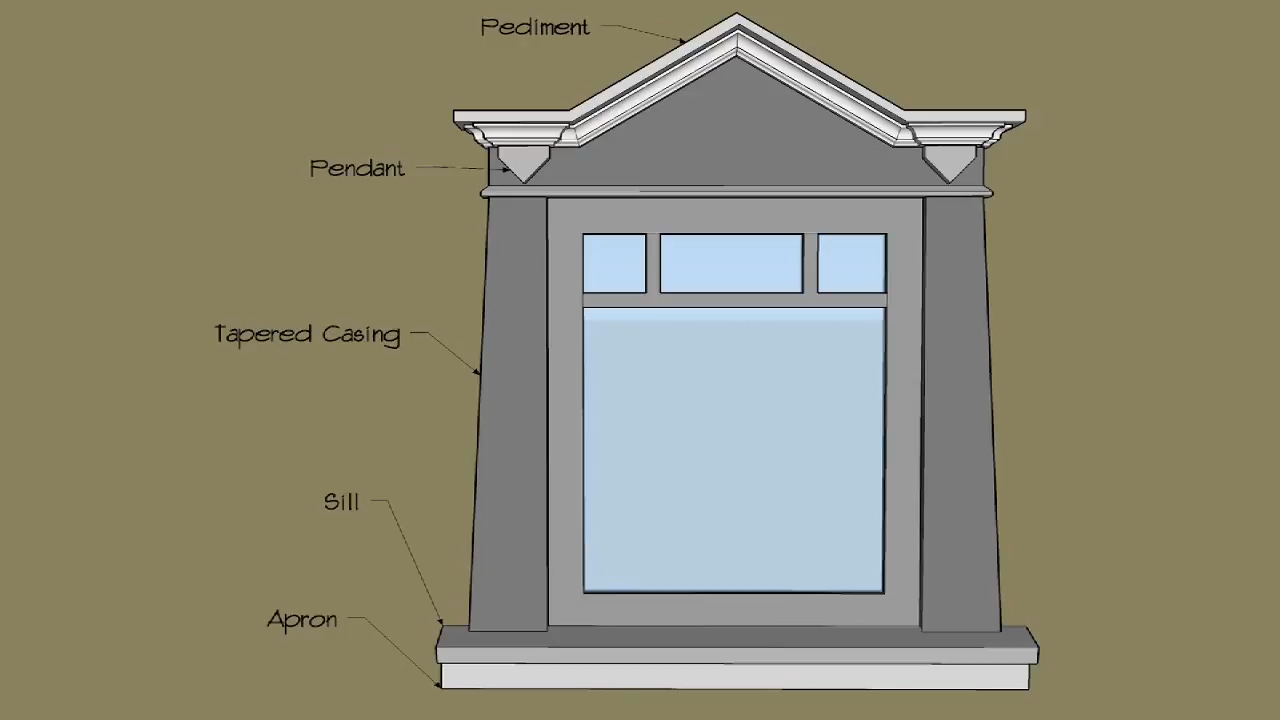 Pediment
Pendant
Tapered Casing
Sill
Apron